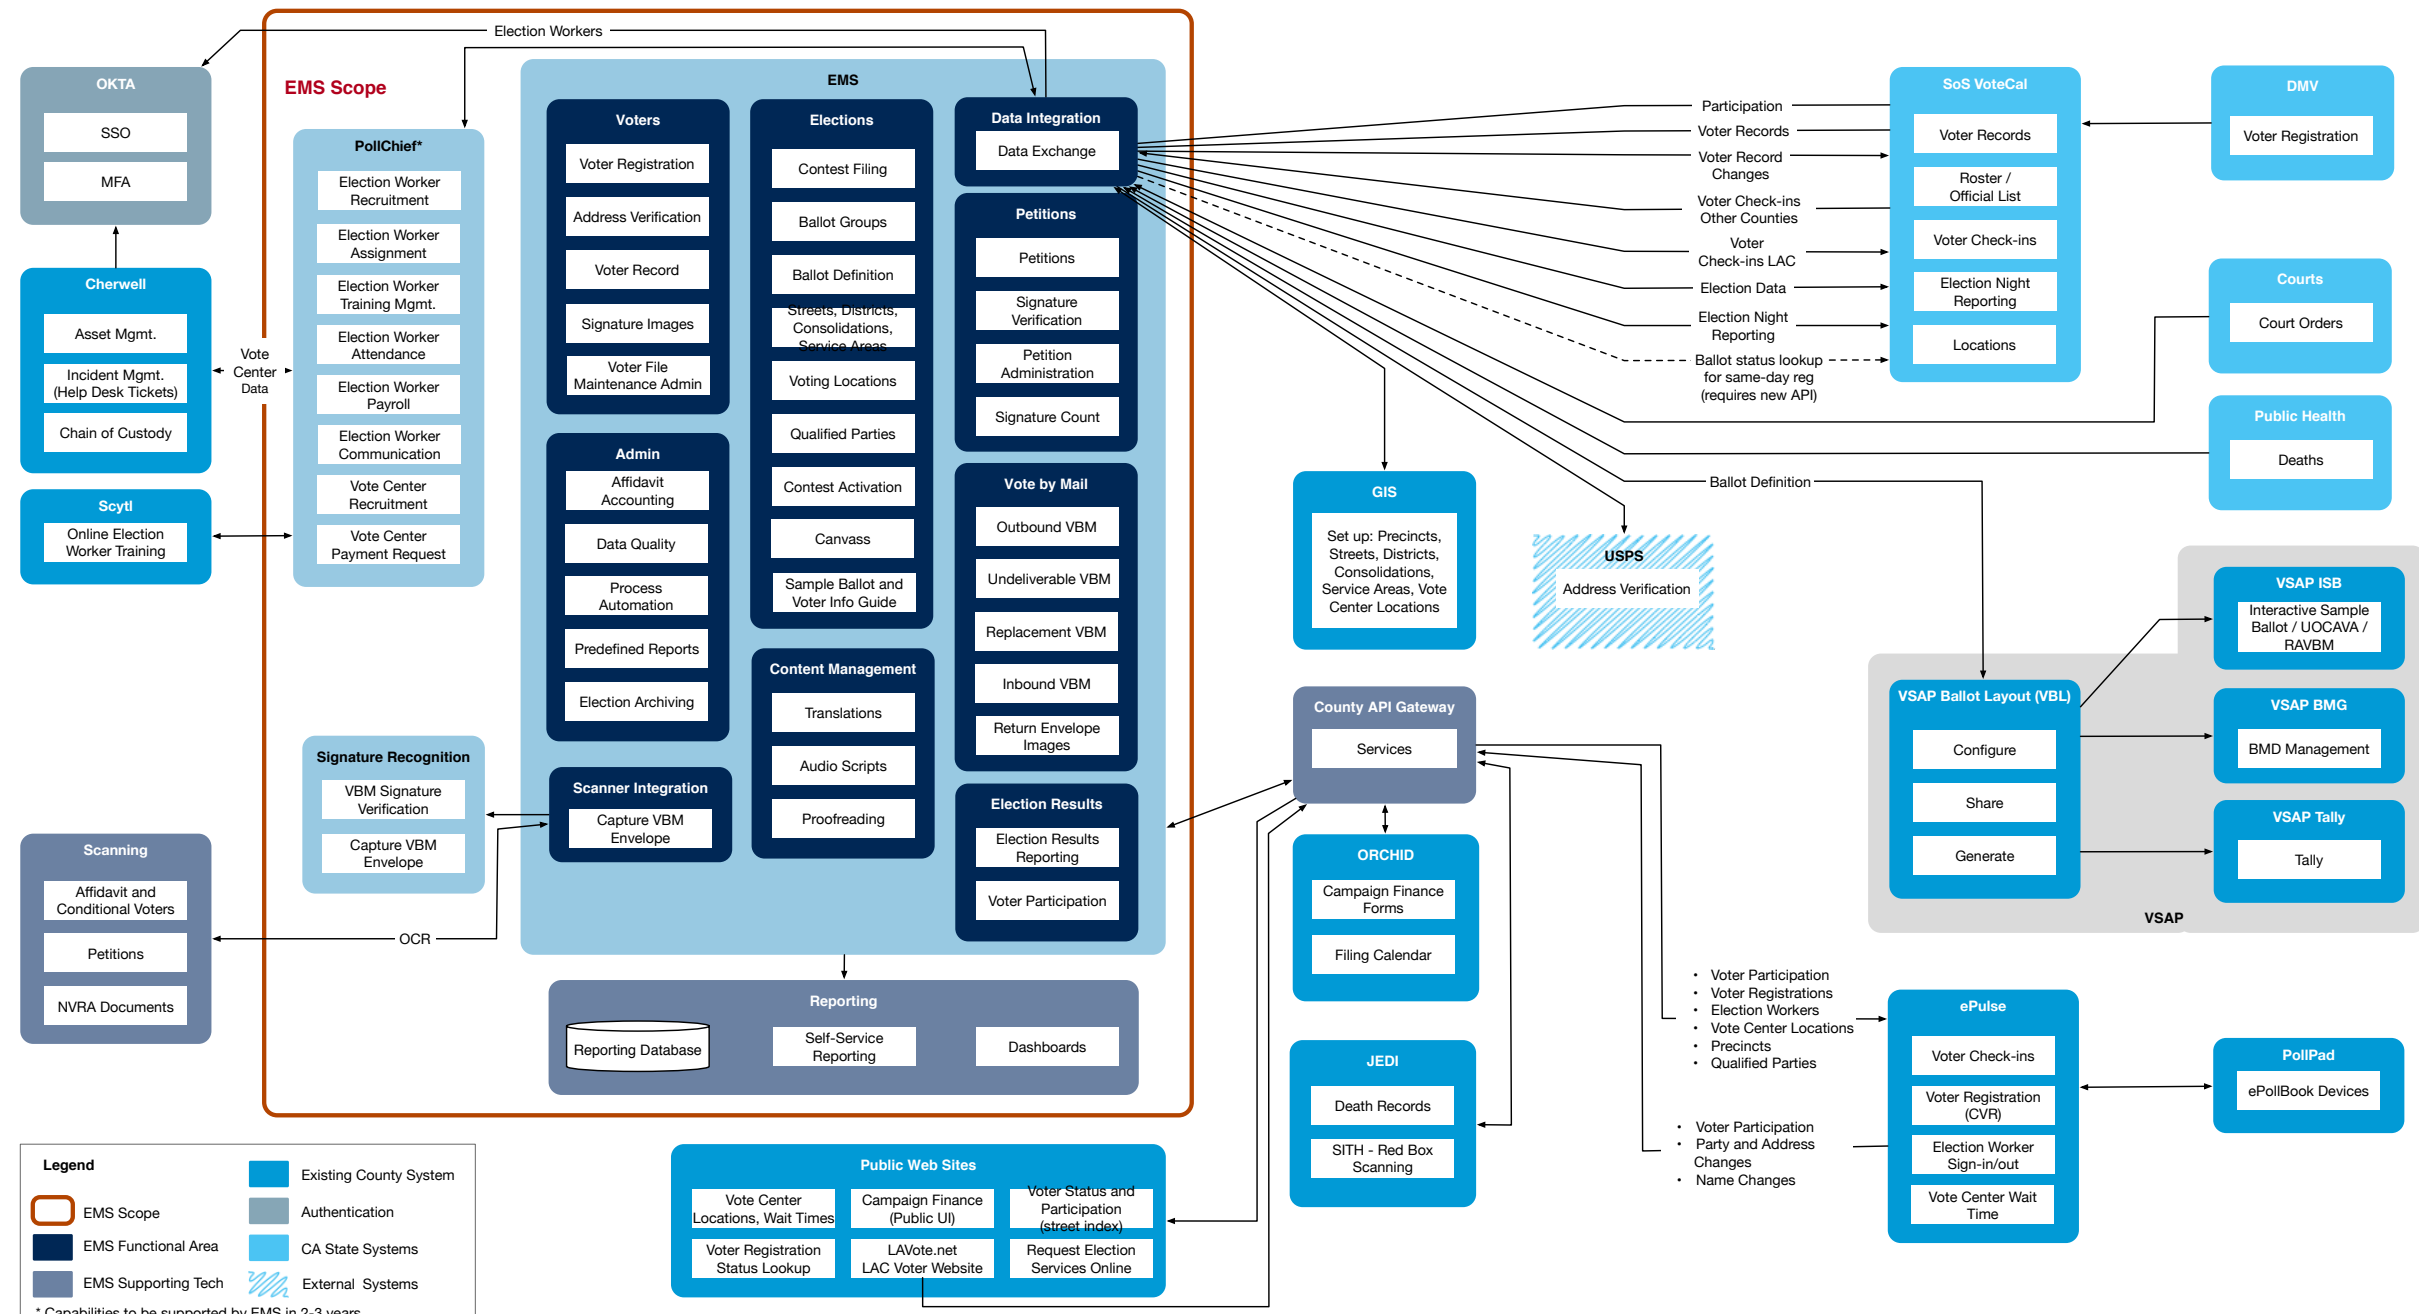 Election Workers
OKTA
SSO
MFA
EMS Scope
Cherwell
Asset Mgmt.
Incident Mgmt.
(Help Desk Tickets)
Chain of Custody
Vote
Center
Data
Scytl
Online Election
Worker Training
PollChief*
Election Worker
Recruitment
Election Worker
Assignment
Election Worker
Training Mgmt.
Election Worker
Attendance
Election Worker
Payroll
Election Worker
Communication
Vote Center
Recruitment
Vote Center
Payment Request
Signature Recognition
VBM Signature
Verification
Capture VBM
Envelope
Scanning
Affidavit and
Conditional Voters
Petitions
NVRA Documents
OCR
EMS
Voters
Voter Registration
Address Verification
Voter Record
Signature Images
Voter File
Maintenance Admin
Admin
Affidavit
Accounting
Data Quality
Process
Automation
Predefined Reports
Election Archiving
Scanner Integration
Capture VBM
Envelope
Elections
Contest Filing
Ballot Groups
Ballot Definition
Streets, Districts,
Consolidations,
Service Areas
Voting Locations
Qualified Parties
Contest Activation
Canvass
Sample Ballot and
Voter Info Guide
Content Management
Translations
Audio Scripts
Proofreading
Data Integration
Data Exchange
Petitions
Petitions
Signature
Verification
Petition
Administration
Signature Count
Vote by Mail
Outbound VBM
Undeliverable VBM
Replacement VBM
Inbound VBM
Return Envelope
Images
Election Results
Election Results
Reporting
Voter Participation
Reporting
Reporting Database
Self-Service
Reporting
Dashboards
Participation
Voter Records
Voter Record
Changes
Voter Check-ins
Other Counties
Voter
Check-ins LAC
Election Data
Election Night
Reporting
Ballot status lookup
for same-day reg
(requires new API)
Ballot Definition
SoS VoteCal
Voter Records
Roster /
Official List
Voter Check-ins
Election Night
Reporting
Locations
DMV
Voter Registration
Courts
Court Orders
Public Health
Deaths
GIS
Set up: Precincts,
Streets, Districts,
Consolidations,
Service Areas, Vote
Center Locations
USPS
Address Verification
County API Gateway
Services
ORCHID
Campaign Finance
Forms
Filing Calendar
JEDI
Death Records
SITH - Red Box
Scanning
VSAP Ballot Layout (VBL)
Configure
Share
Generate
VSAP ISB
Interactive Sample
Ballot / UOCAVA /
RAVBM
VSAP BMG
BMD Management
VSAP Tally
Tally
VSAP
• Voter Participation
• Voter Registrations
• Election Workers
• Vote Center Locations
• Precincts
• Qualified Parties
• Voter Participation
• Party and Address
Changes
• Name Changes
ePulse
Voter Check-ins
Voter Registration
(CVR)
Election Worker
Sign-in/out
Vote Center Wait
Time
PollPad
ePollBook Devices
Public Web Sites
Vote Center
Locations, Wait Times
Campaign Finance
(Public UI)
Voter Status and
Participation
(street index)
Voter Registration
Status Lookup
LAVote.net
LAC Voter Website
Request Election
Services Online
Legend
EMS Scope
EMS Functional Area
EMS Supporting Tech
Existing County System
Authentication
CA State Systems
External Systems
* Capabilities to be supported by EMS in 2-3 years